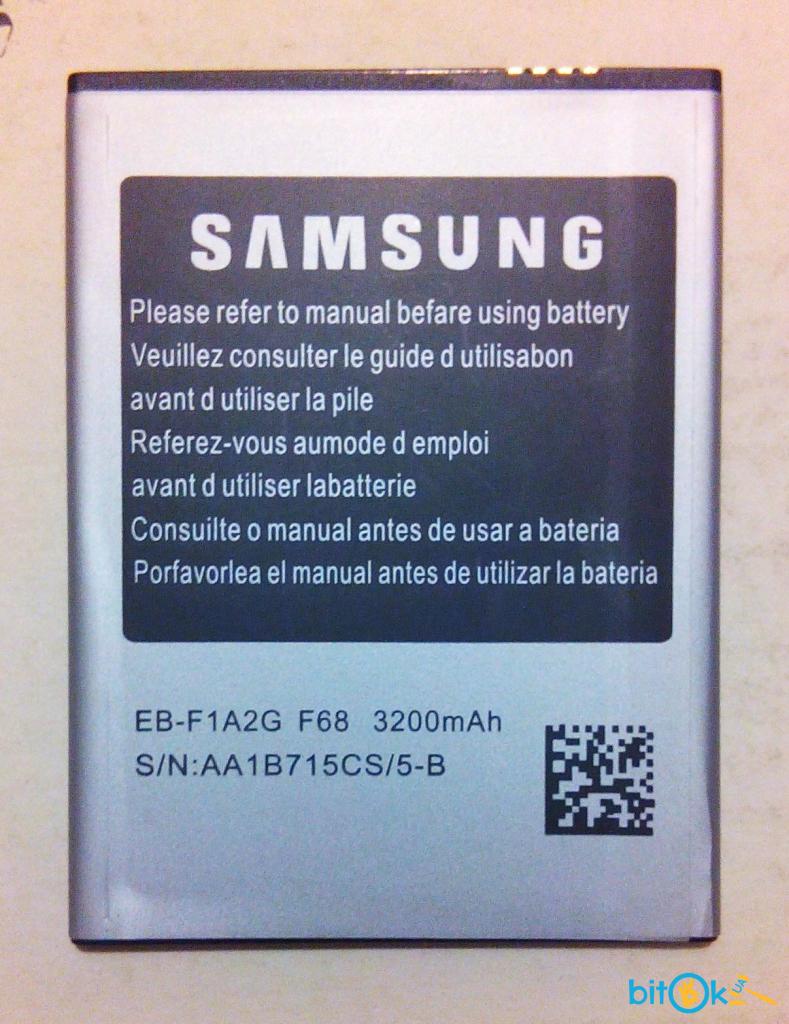 SAMSUNG
Please refer to manual befare using battery
Veuillez consulter le guide d utilisabon
avant d utiliser la pile
Referez-vous aumode d emploi
avant d utiliser labatterie
Consuilte o manual antes de usar a bateria
Porfavorlea el manual antes de utilizar la bateria
EB-F1A2G F68 3200mAh
S/N:AA1B715CS/5-B
bitOk UA